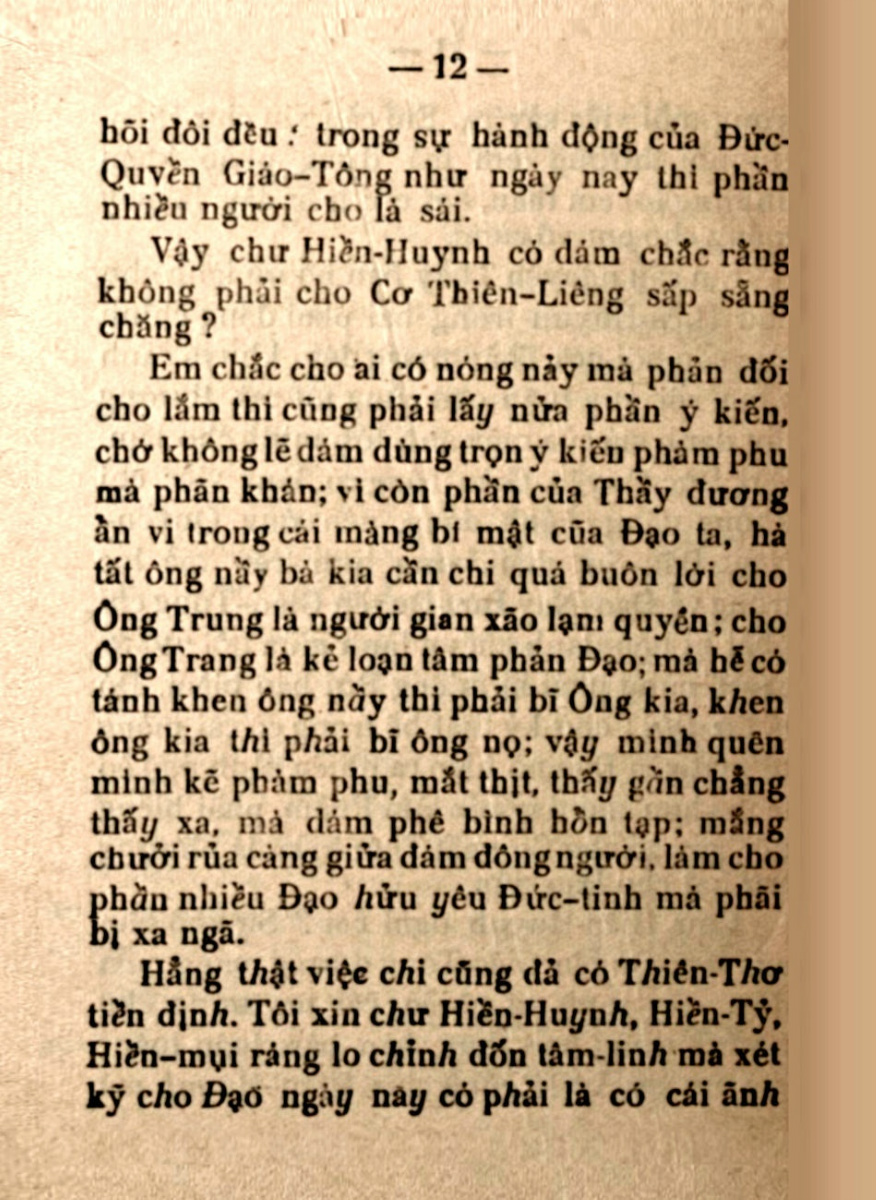 — 12 —
hõi đôi đều : trong sự hành động của Đức-
Quyền Giáo-Tông như ngày nay thì phần
nhiều người cho là sái.
Vậy chư Hiền-Huynh có dám chắc rằng
không phải cho Cơ Thiên-Liêng sấp sẵng
chăng ?
Em chắc cho ai có nóng nảy mà phản đối
cho lắm thì cũng phải lấy nửa phần ý kiến,
chớ không lẽ dám dùng trọn ý kiến phàm phu
mà phãn khán; vì còn phần của Thầy đương
ẩn vi trong cái màng bí mật cũa Đạo ta, hà
tất ông nầy bà kia cần chi quá buôn lời cho
Ông Trung là người gian xão lạm quyền; cho
Ông Trang là kẻ loạn tâm phản Đạo; mà hễ có
tánh khen ông nầy thì phải bĩ Ông kia, khen
ông kia thì phải bĩ ông nọ; vậy mình quên
mình kẽ phàm phu, mắt thịt, thấy gần chẳng
thấy xa, mà dám phê bình hồn tạp; mắng
chưởi rủa càng giữa đám đông người, làm cho
phần nhiều Đạo hửu yêu Đức-tinh mà phãi
bị xa ngã.
Hẳng thật việc chi cũng đả có Thiên-Thơ
tiền định. Tôi xin chư Hiền-Huynh, Hiền-Tỷ,
Hiền-mụi ráng lo chỉnh đốn tâm-linh mà xét
kỹ cho Đạo ngày nay có phải là có cái ãnh